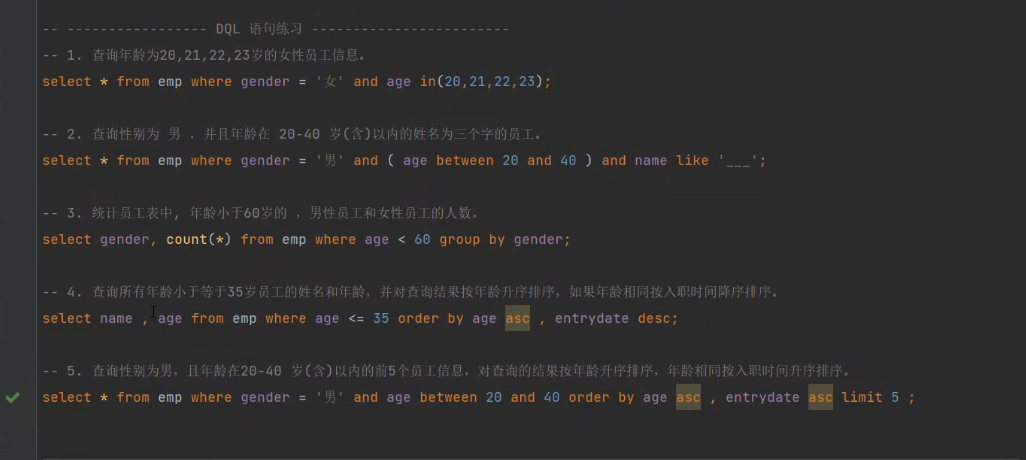 -- ----------------- DQL 语句练习 ------------------------
-- 1. 查询年龄为20,21,22,23岁的女性员工信息。
select * from emp where gender = '女' and age in(20,21,22,23);
-- 2. 查询性别为 男 ，并且年龄在 20-40 岁(含)以内的姓名为三个字的员工。
select * from emp where gender = '男' and ( age between 20 and 40 ) and name like '___';
-- 3. 统计员工表中, 年龄小于60岁的 ，男性员工和女性员工的人数。
select gender, count(*) from emp where age < 60 group by gender;
-- 4. 查询所有年龄小于等于35岁员工的姓名和年龄，并对查询结果按年龄升序排序，如果年龄相同按入职时间降序排序。
select name , age from emp where age <= 35 order by age asc , entrydate desc;
-- 5. 查询性别为男，且年龄在20-40 岁(含)以内的前5个员工信息，对查询的结果按年龄升序排序，年龄相同按入职时间升序排序。
select * from emp where gender = '男' and age between 20 and 40 order by age asc , entrydate asc limit 5 ;